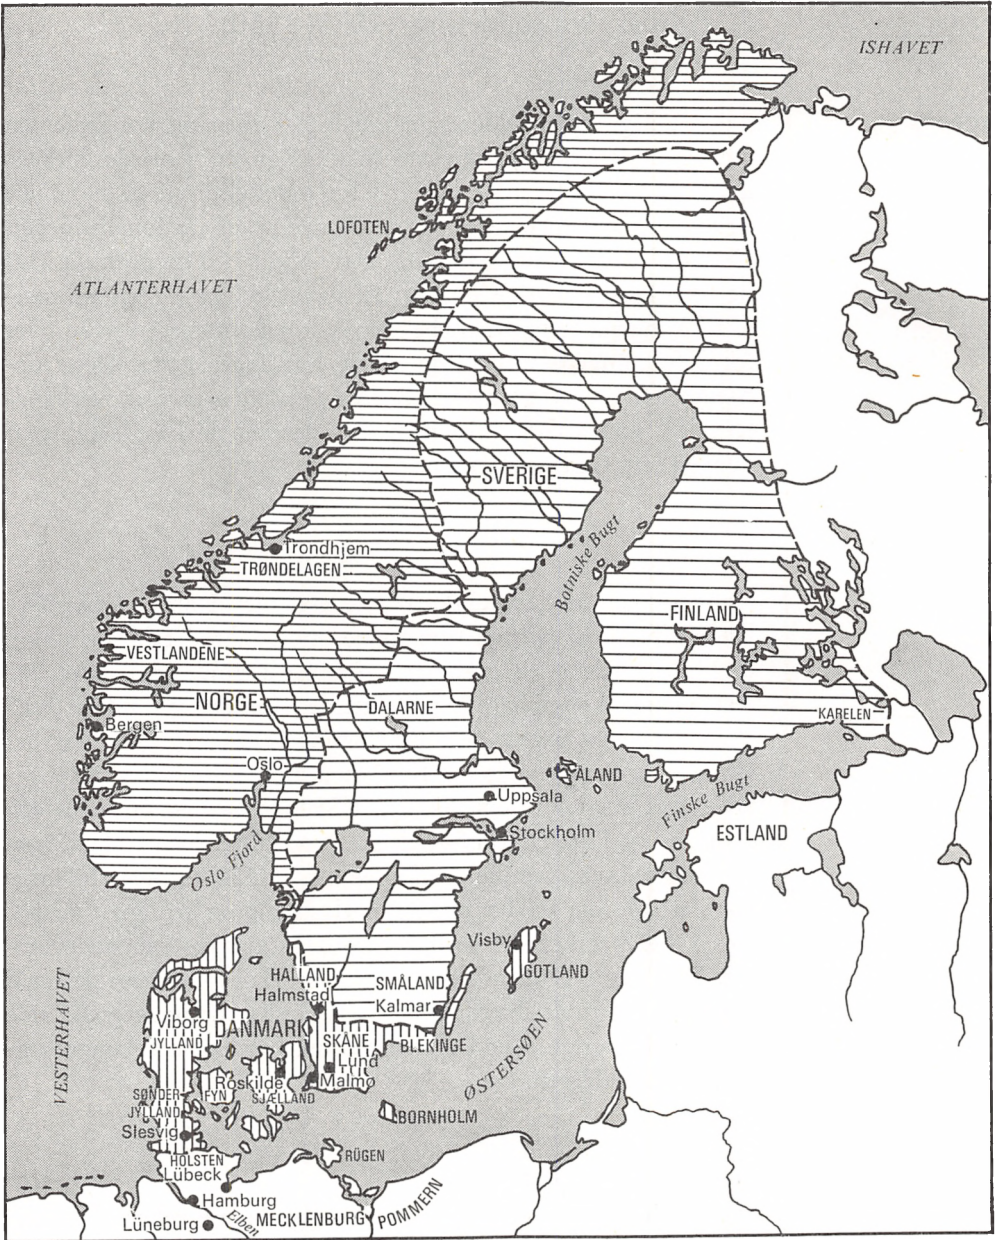 ISHAVET
LOFOTEN
ATLANTERHAVET
SVERIGE
Trondhjem
TRØNDELAGEN
Botniske Bugt
FINLAND
VESTLANDENE
NORGE
DALARNE
KARELEN
Bergen
Oslo
ÅLAND
Uppsala
Finske Bugt
Stockholm
ESTLAND
Oslo Fjord
Visby
GOTLAND
HALLAND
SMÅLAND
Halmstad
Kalmar
VESTERHAVET
Viborg
DANMARK
JYLLAND
SKÅNE
BLEKINGE
Lund
ØSTERSØEN
Roskilde
Malmø
SØNDER
JYLLAND
FYN
SJÆLLAND
BORNHOLM
Slesvig
HOLSTEN
RÜGEN
Lübeck
Hamburg
Elben
MECKLENBURG
POMMERN
Lüneburg